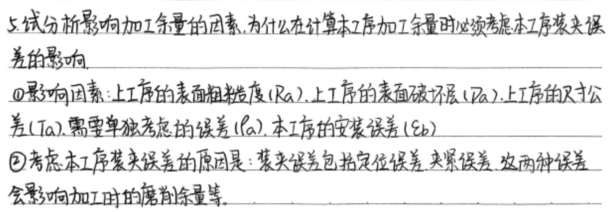 5.试分析影响加工余量的因素.为什么在计算本工序加工余量时必须考虑本工序装夹误
差的影响.
①影响因素:上工序的表面粗糙度(Ra).上工序的表面破坏层(Da).上工序的尺寸公
差(Ta).需要单独考虑的误差(ρa).本工序的安装误差(εb)
②考虑本工序装夹误差的原因是:装夹误差包括定位误差.夹紧误差.这两种误差
会影响加工时的磨削余量等。